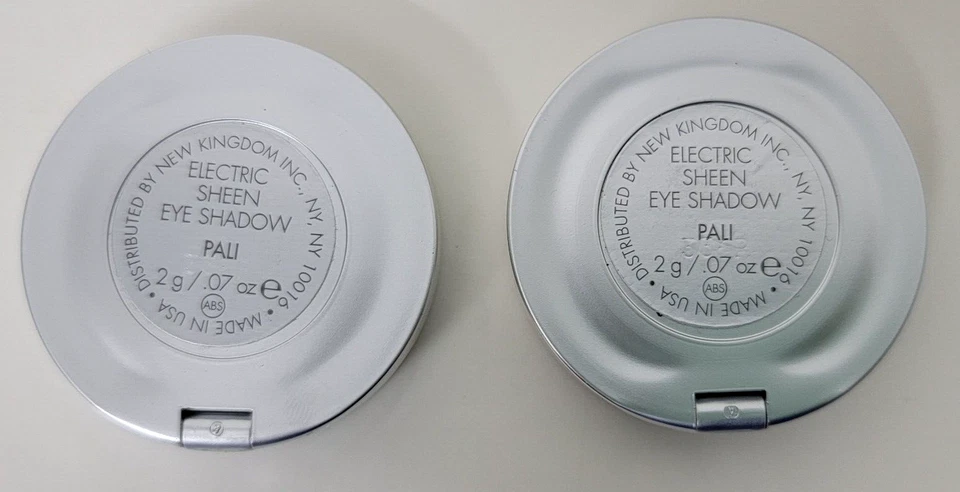 DISTRIBUTED BY NEW KINGDOM INC., NY, NY 10016 • MADE IN USA •
ELECTRIC
SHEEN
EYE SHADOW
PALI
2 g / .07 oz e
ABS
DISTRIBUTED BY NEW KINGDOM INC., NY, NY 10016 • MADE IN USA •
ELECTRIC
SHEEN
EYE SHADOW
PALI
2 g / .07 oz e
ABS